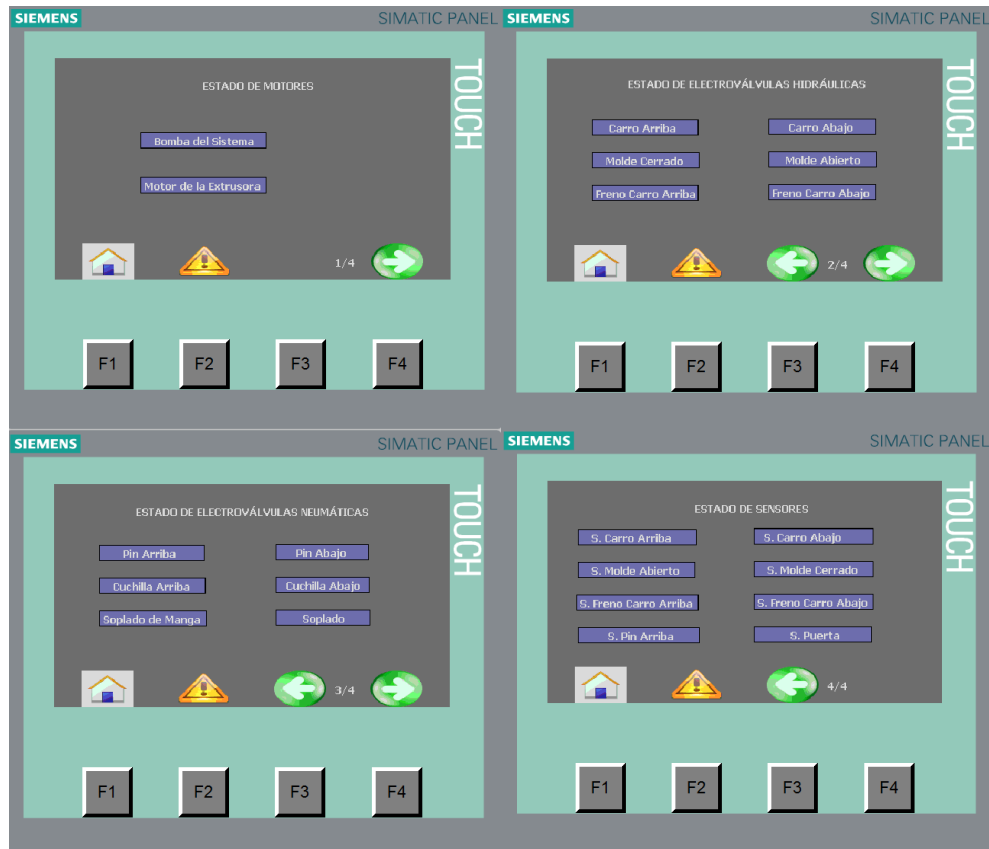 SIEMENS
SIMATIC PANEL
TOUCH
ESTADO DE MOTORES
Bomba del Sistema
Motor de la Extrusora
1/4
F1 F2 F3 F4
SIEMENS
SIMATIC PANEL
TOUCH
ESTADO DE ELECTROVÁLVULAS HIDRÁULICAS
Carro Arriba Carro Abajo
Molde Cerrado Molde Abierto
Freno Carro Arriba Freno Carro Abajo
2/4
F1 F2 F3 F4
SIEMENS
SIMATIC PANEL
TOUCH
ESTADO DE ELECTROVÁLVULAS NEUMÁTICAS
Pin Arriba Pin Abajo
Cuchilla Arriba Cuchilla Abajo
Soplado de Manga Soplado
3/4
F1 F2 F3 F4
SIEMENS
SIMATIC PANEL
TOUCH
ESTADO DE SENSORES
S. Carro Arriba S. Carro Abajo
S. Molde Abierto S. Molde Cerrado
S. Freno Carro Arriba S. Freno Carro Abajo
S. Pin Arriba S. Puerta
4/4
F1 F2 F3 F4